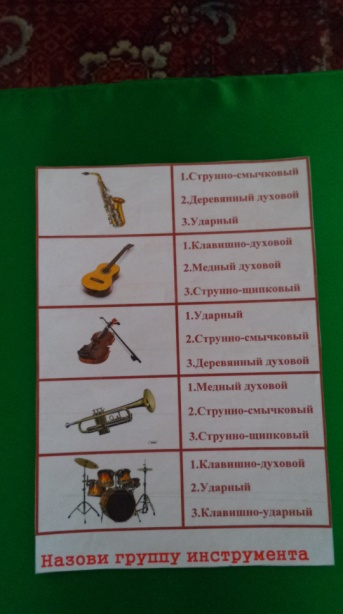 1.Струнно-смычковый
2.Деревянный духовой
3.Ударный
1.Клавишно-духовой
2.Медный духовой
3.Струнно-щипковый
1.Ударный
2.Струнно-смычковый
3.Деревянный духовой
1.Медный духовой
2.Струнно-смычковый
3.Струнно-щипковый
1.Клавишно-духовой
2.Ударный
3.Клавишно-ударный
Назови группу инструмента